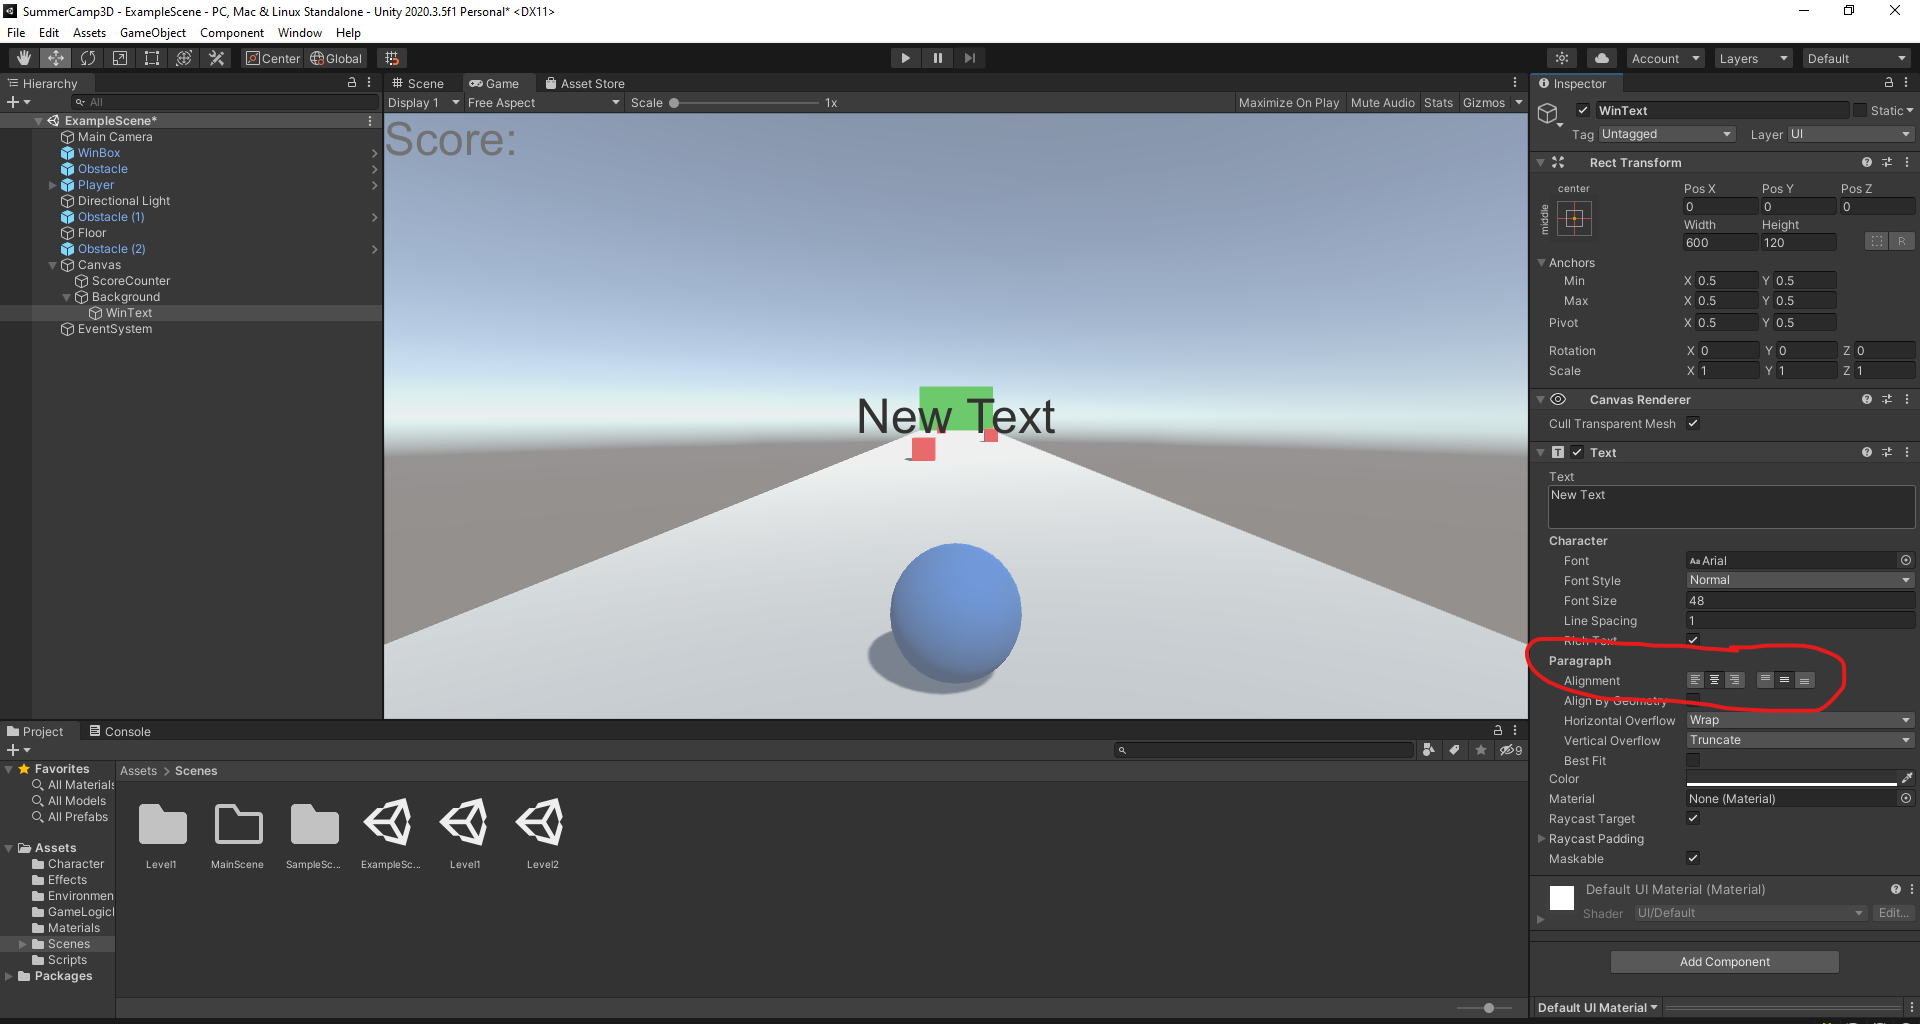 SummerCamp3D - ExampleScene - PC, Mac & Linux Standalone - Unity 2020.3.5f1 Personal* <DX11>
File Edit Assets GameObject Component Window Help
Center Global Account Layers Default
Hierarchy
All
ExampleScene*
Main Camera
WinBox
Obstacle
Player
Directional Light
Obstacle (1)
Floor
Obstacle (2)
Canvas
ScoreCounter
Background
WinText
EventSystem
Scene Game Asset Store
Display 1 Free Aspect Scale 1x Maximize On Play Mute Audio Stats Gizmos
Score:
New Text
Inspector
WinText Static
Tag Untagged Layer UI
Rect Transform
center
middle
Pos X Pos Y Pos Z
0 0 0
Width Height
600 120
R
Anchors
Min X 0.5 Y 0.5
Max X 0.5 Y 0.5
Pivot X 0.5 Y 0.5
Rotation X 0 Y 0 Z 0
Scale X 1 Y 1 Z 1
Canvas Renderer
Cull Transparent Mesh
T Text
Text
New Text
Character
Font Aa Arial
Font Style Normal
Font Size 48
Line Spacing 1
Rich Text
Paragraph
Alignment
Align By Geometry
Horizontal Overflow Wrap
Vertical Overflow Truncate
Best Fit
Color
Material None (Material)
Raycast Target
Raycast Padding
Maskable
Default UI Material (Material)
Shader UI/Default Edit...
Add Component
Default UI Material
Project Console
9
Favorites
All Materials
All Models
All Prefabs
Assets
Character
Effects
Environmen
GameLogicI
Materials
Scenes
Scripts
Packages
Assets > Scenes
Level1 MainScene SampleSc... ExampleSc... Level1 Level2